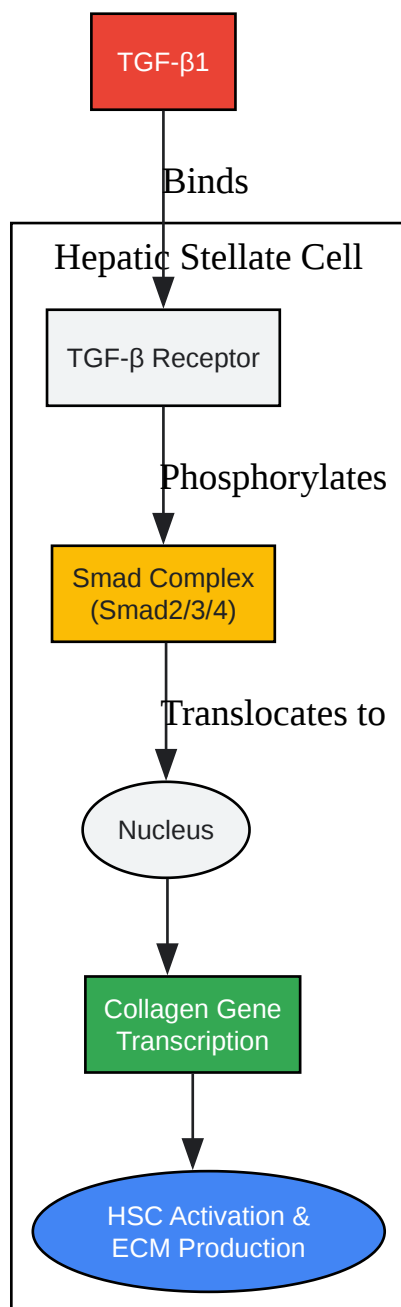 TGF-β1
Binds
Hepatic Stellate Cell
TGF-β Receptor
Phosphorylates
Smad Complex
(Smad2/3/4)
Translocates to
Nucleus
Collagen Gene
Transcription
HSC Activation &
ECM Production